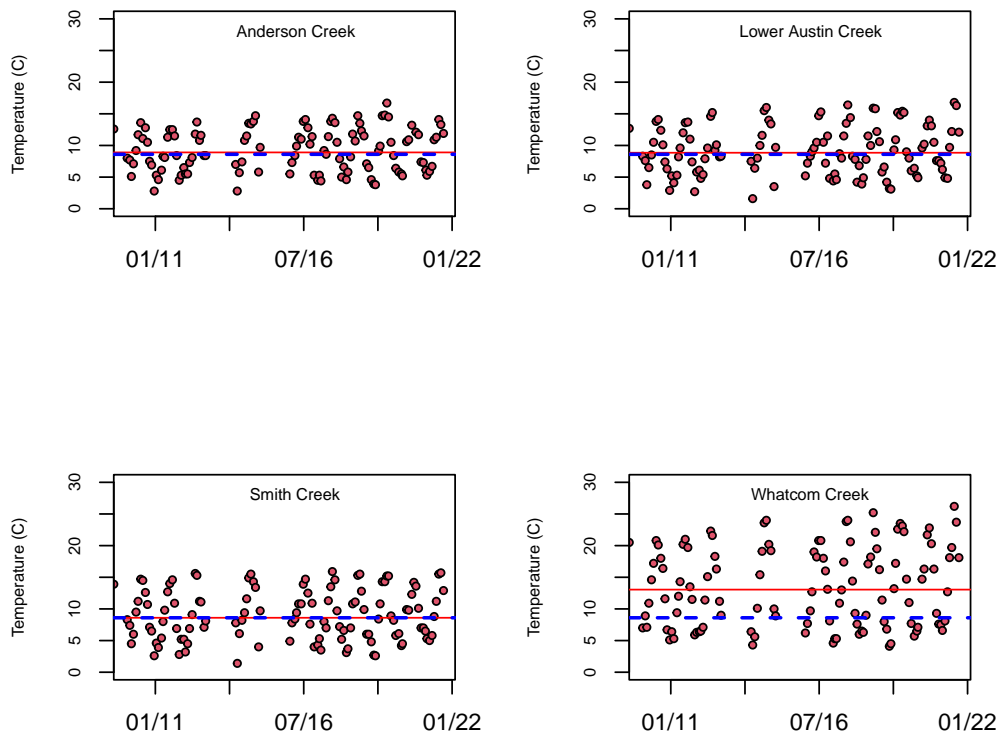 Anderson Creek
Temperature (C)
0 5 10 20 30
01/11 07/16 01/22
Lower Austin Creek
Temperature (C)
0 5 10 20 30
01/11 07/16 01/22
Smith Creek
Temperature (C)
0 5 10 20 30
01/11 07/16 01/22
Whatcom Creek
Temperature (C)
0 5 10 20 30
01/11 07/16 01/22